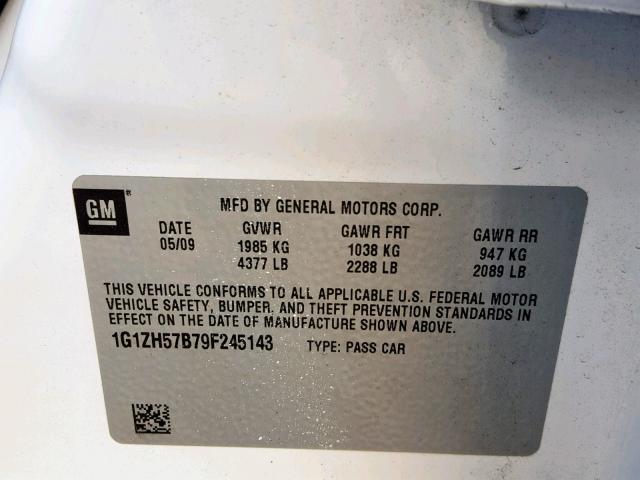 GM®
MFD BY GENERAL MOTORS CORP.
DATE GVWR GAWR FRT GAWR RR
05/09 1985 KG 1038 KG 947 KG
4377 LB 2288 LB 2089 LB
THIS VEHICLE CONFORMS TO ALL APPLICABLE U.S. FEDERAL MOTOR
VEHICLE SAFETY, BUMPER, AND THEFT PREVENTION STANDARDS IN
EFFECT ON THE DATE OF MANUFACTURE SHOWN ABOVE.
1G1ZH57B79F245143 TYPE: PASS CAR